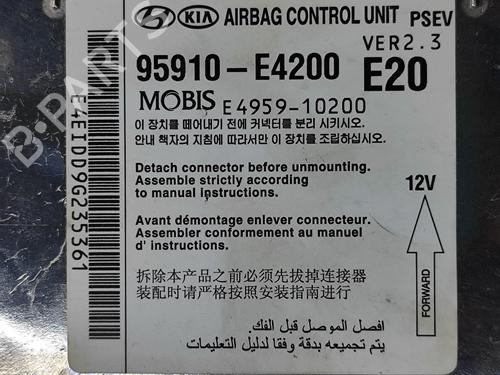 KIA AIRBAG CONTROL UNIT PSEV
VER2.3
95910-E4200 E20
MOBIS E4959-10200
이 장치를 떼어내기 전에 커넥터를 분리 시키시오.
안내 책자의 지침에 따라서만 이 장치를 조립하십시오.
Detach connector before unmounting.
Assemble strictly according
to manual instructions.
12V
Avant démontage enlever connecteur.
Assembler conformement au manuel
d' instructions.
FORWARD
拆除本产品之前必须先拔掉连接器
装配时请严格按照安装指南进行
افصل الموصل قبل الفك.
يتم تجميعه بدقة وفقا لدليل التعليمات
E4EIDD9G235361
B-PARTS